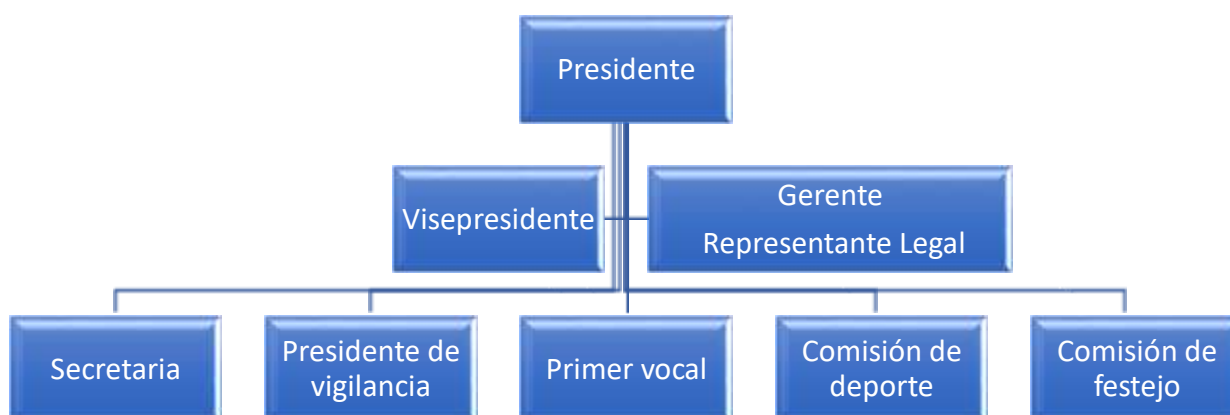 Presidente
Visepresidente
Gerente
Representante Legal
Secretaria
Presidente de
vigilancia
Primer vocal
Comisión de
deporte
Comisión de
festejo